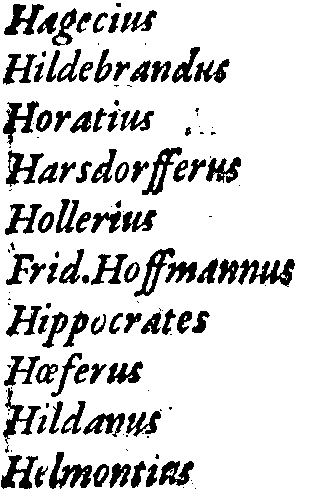 Hagecius
Hildebrandus
Horatius
Harsdorfferus
Hollerius
Frid. Hoffmannus
Hippocrates
Hœferus
Hildanus
Helmontius